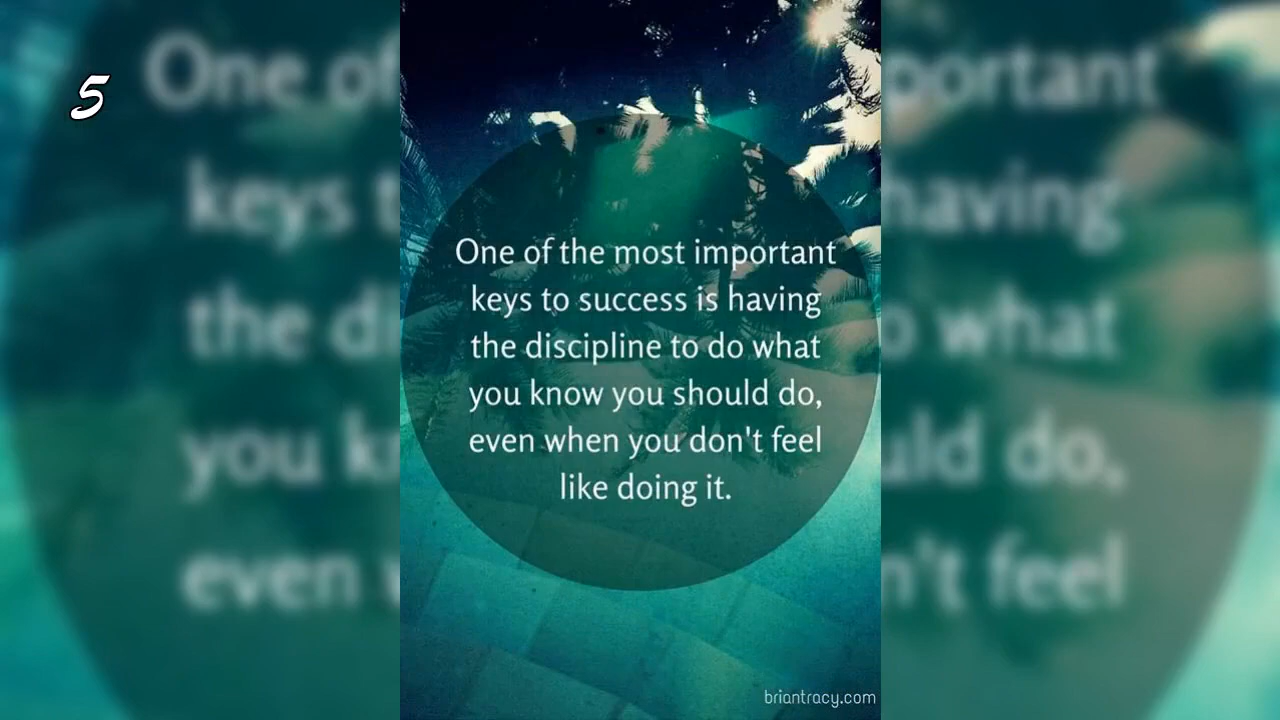 5
One of the most important
keys to success is having
the discipline to do what
you know you should do,
even when you don't feel
like doing it.
briantracy.com